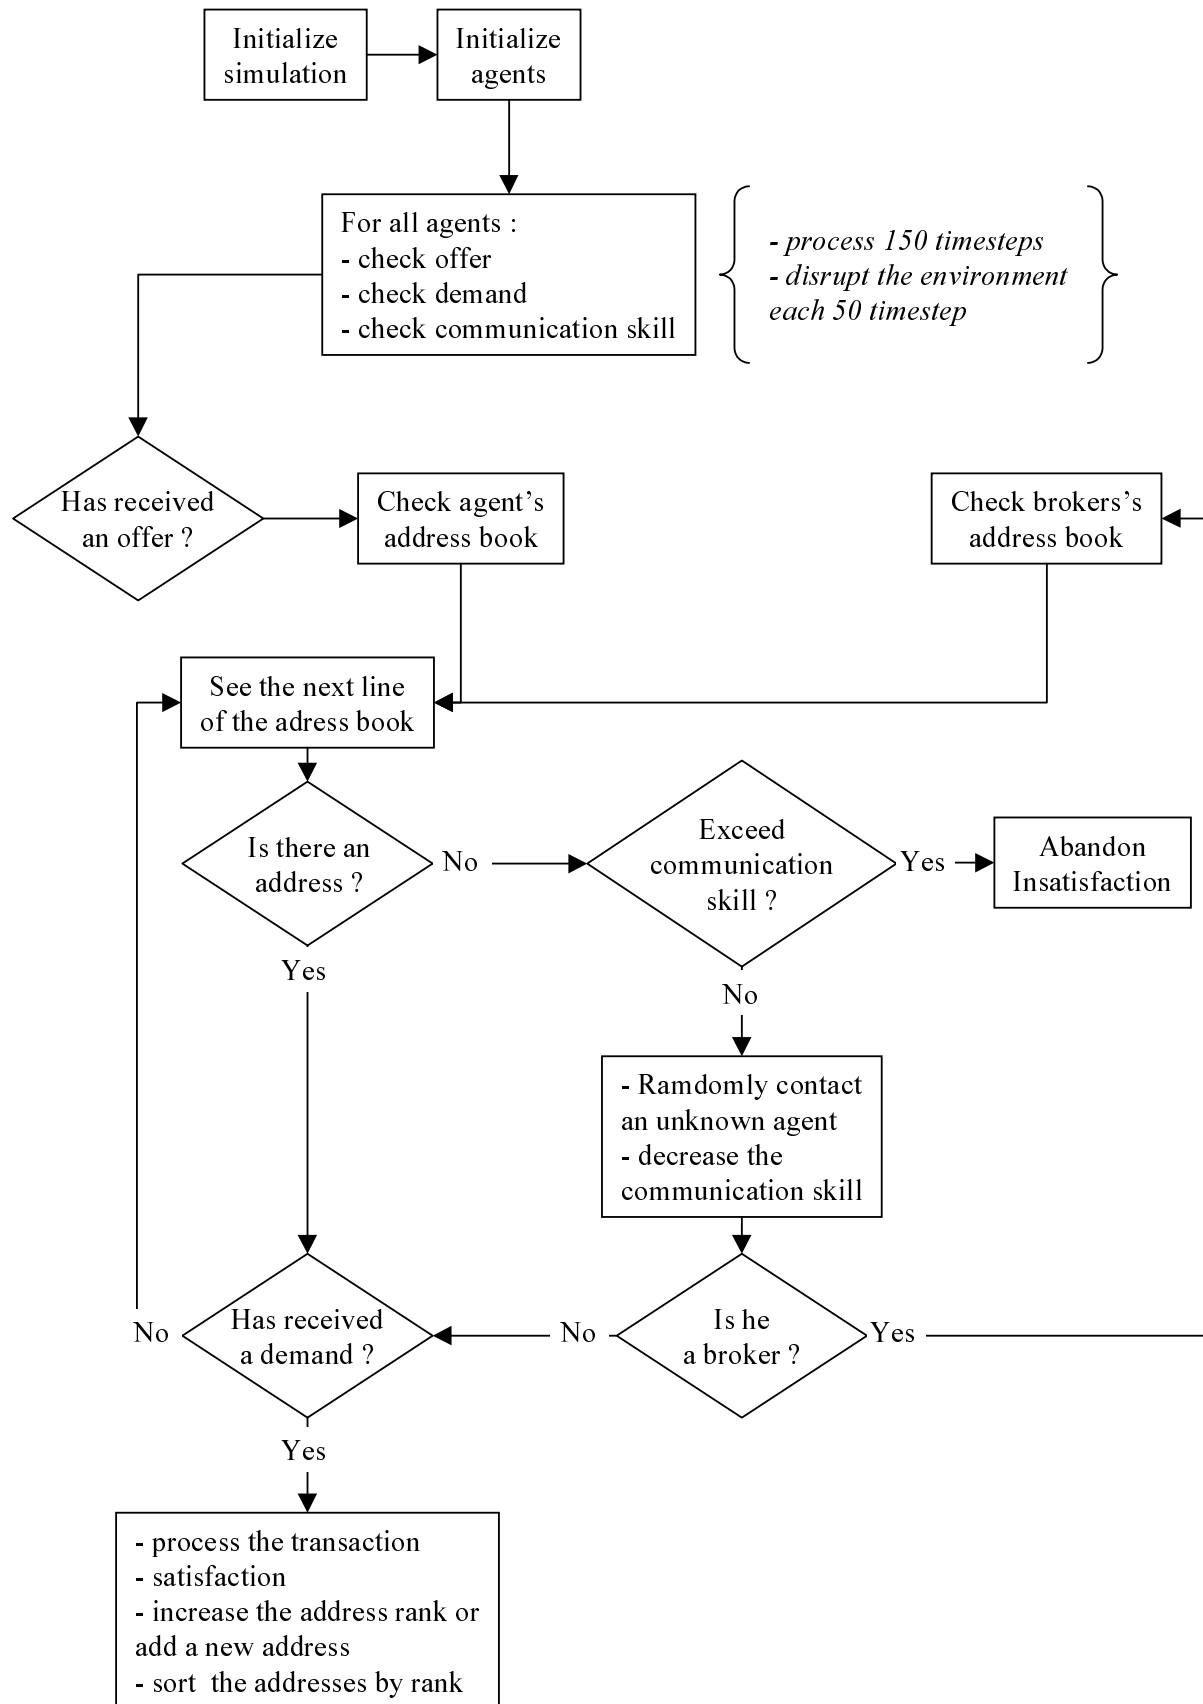 Initialize
simulation
Initialize
agents
For all agents :
- check offer
- check demand
- check communication skill
- process 150 timesteps
- disrupt the environment
each 50 timestep
Has received
an offer ?
Check agent's
address book
Check brokers's
address book
See the next line
of the adress book
Is there an
address ?
No
Exceed
communication
skill ?
Yes
Abandon
Insatisfaction
Yes
No
- Ramdomly contact
an unknown agent
- decrease the
communication skill
No
Has received
a demand ?
No
Is he
a broker ?
Yes
Yes
- process the transaction
- satisfaction
- increase the address rank or
add a new address
- sort  the addresses by rank